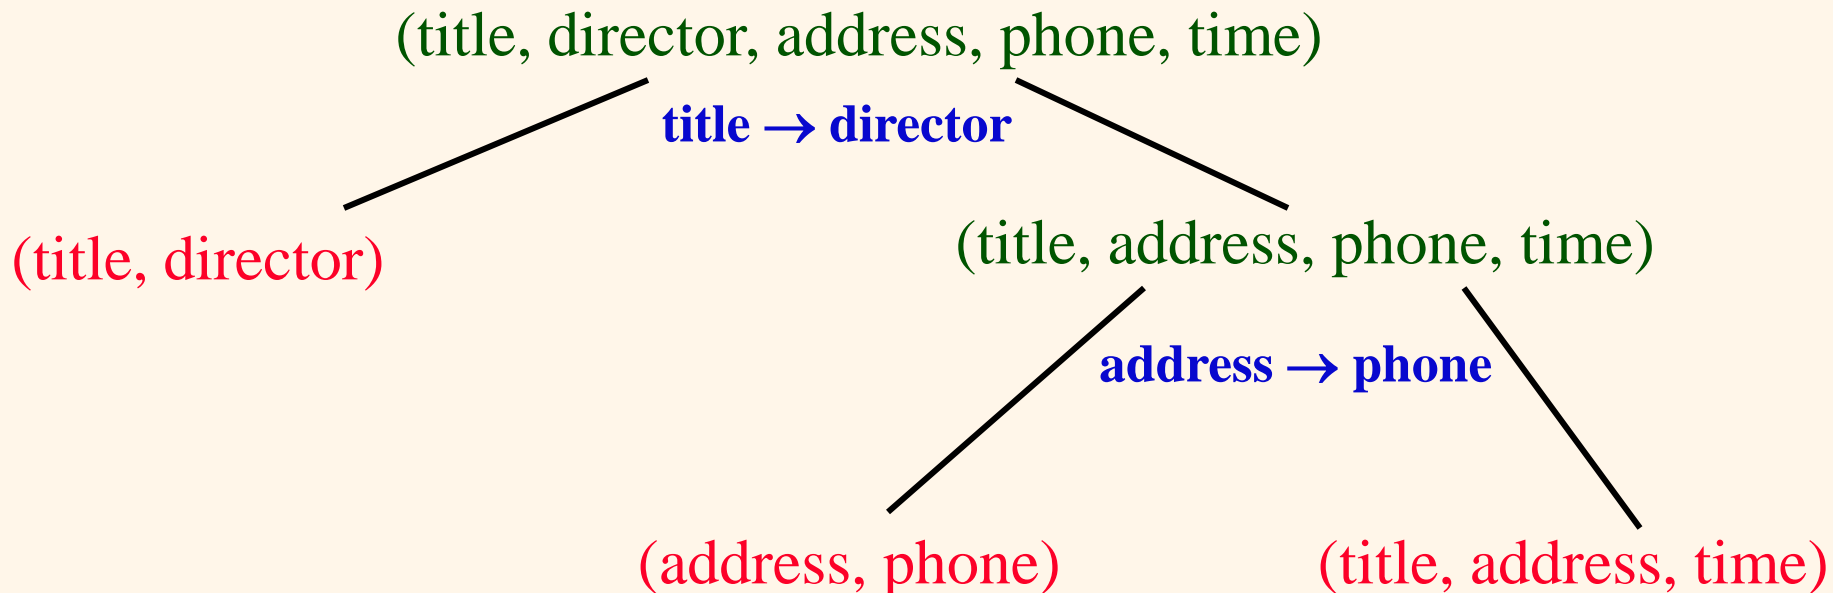 (title, director, address, phone, time)
title → director
(title, director)
(title, address, phone, time)
address → phone
(address, phone)
(title, address, time)